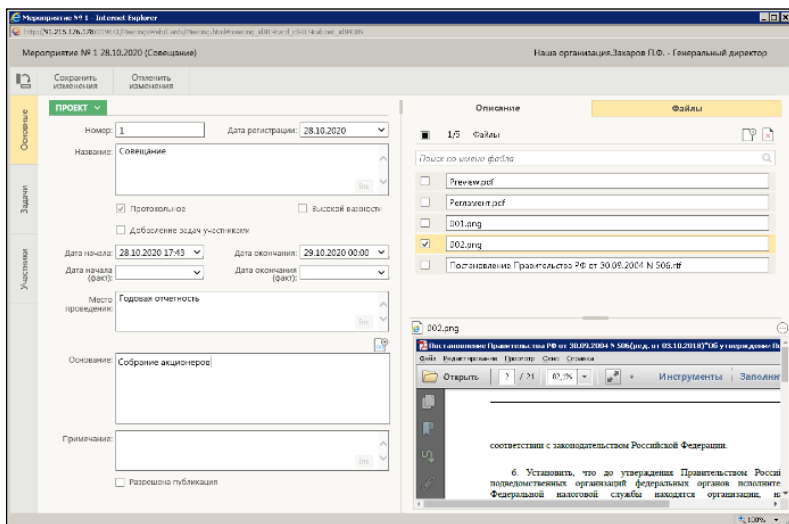 Мероприятие № 1 - Internet Explorer
Мероприятие № 1 28.10.2020 (Совещание)
Наша организация.Захаров П.Ф. - Генеральный директор
Сохранить изменения
Отменить изменения
Основные
Задачи
Участники
ПРОЕКТ
Номер: 1
Дата регистрации: 28.10.2020
Название: Совещание
Протокольное
Высокой важности
Добавление задач участниками
Дата начала: 28.10.2020 17:43
Дата окончания: 29.10.2020 00:00
Дата начала (факт):
Дата окончания (факт):
Место проведения: Годовая отчетность
Основание: Собрание акционеров
Примечание:
Разрешена публикация
Описание
Файлы
1/5 Файлы
Поиск по имени файла
Preview.pdf
Регламент.pdf
001.png
002.png
Постановление Правительства РФ от 30.09.2004 N 506.rtf
002.png
Постановление Правительства РФ от 30.09.2004 N 506(ред. от 03.10.2018)"Об утверждении
Файл Редактирование Просмотр Окно Справка
Открыть
2 / 21
Инструменты
Заполнит
соответствии с законодательством Российской Федерации.
6. Установить, что до утверждения Правительством Россий
подведомственных организаций федеральных органов исполните
Федеральной налоговой службы находятся организации,
100%